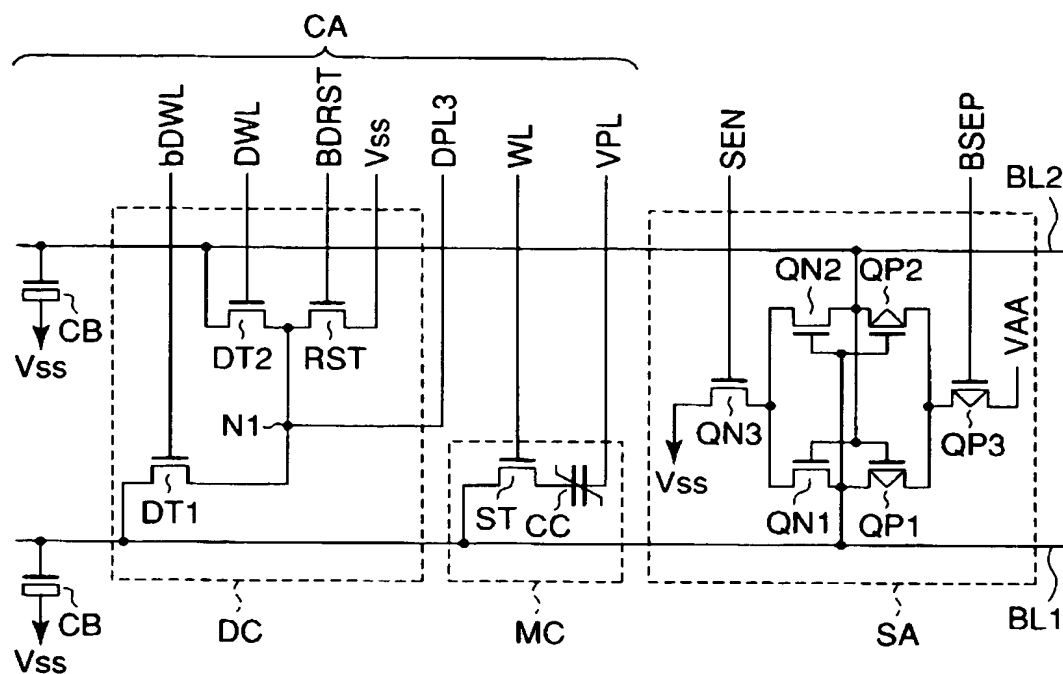 CA
bDWL
DWL
BDRST
Vss
DPL3
WL
VPL
SEN
BSEP
BL2
QN2
QP2
VAA
CB
Vss
DT2
RST
N1
QN3
QP3
Vss
DT1
ST
CC
QN1
QP1
CB
Vss
DC
MC
SA
BL1